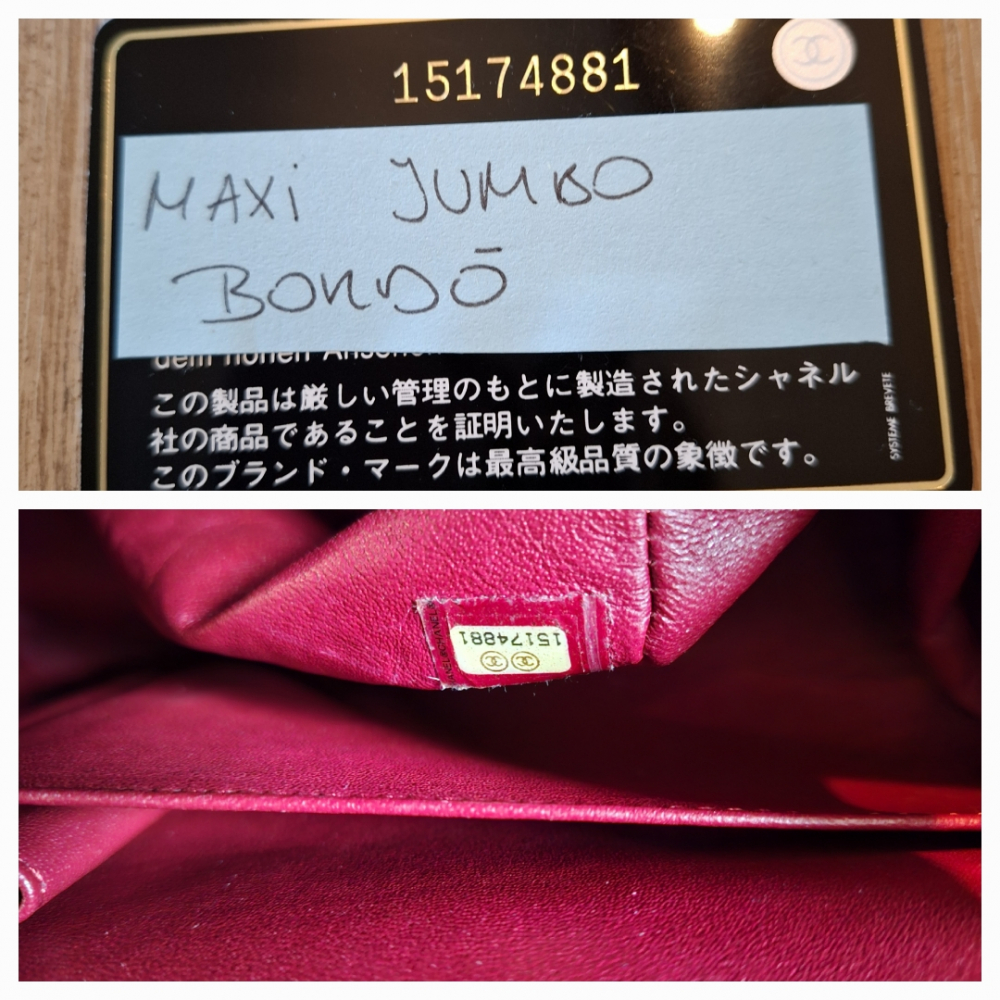 15174881
MAXi JUMBO
BORDŌ
dem hohen
この製品は厳しい管理のもとに製造されたシャネル
社の商品であることを証明いたします。
このブランド・マークは最高級品質の象徴です。
SYSTEME BREVETE
15174881